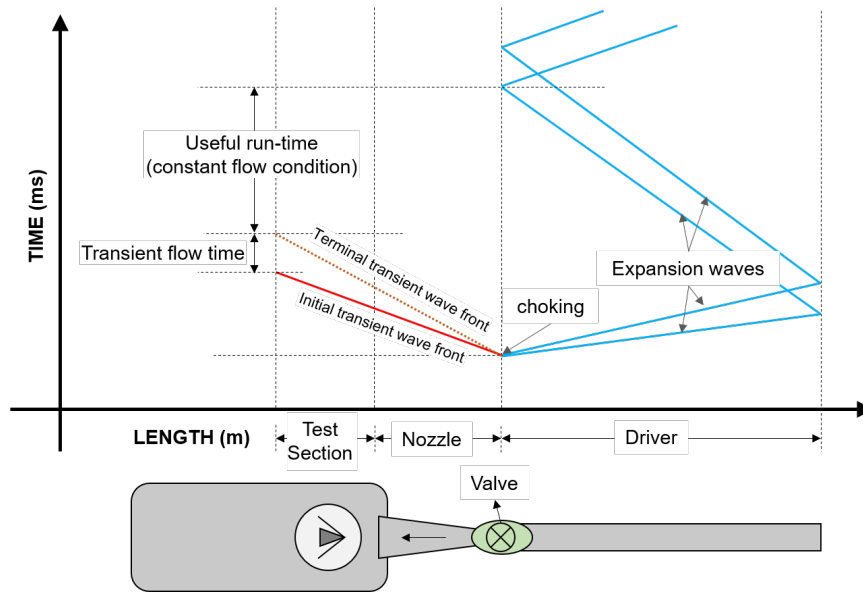 TIME (ms)
Useful run-time
(constant flow condition)
Transient flow time
Terminal transient wave front
Initial transient wave front
Expansion waves
choking
LENGTH (m)
Test
Section
Nozzle
Driver
Valve